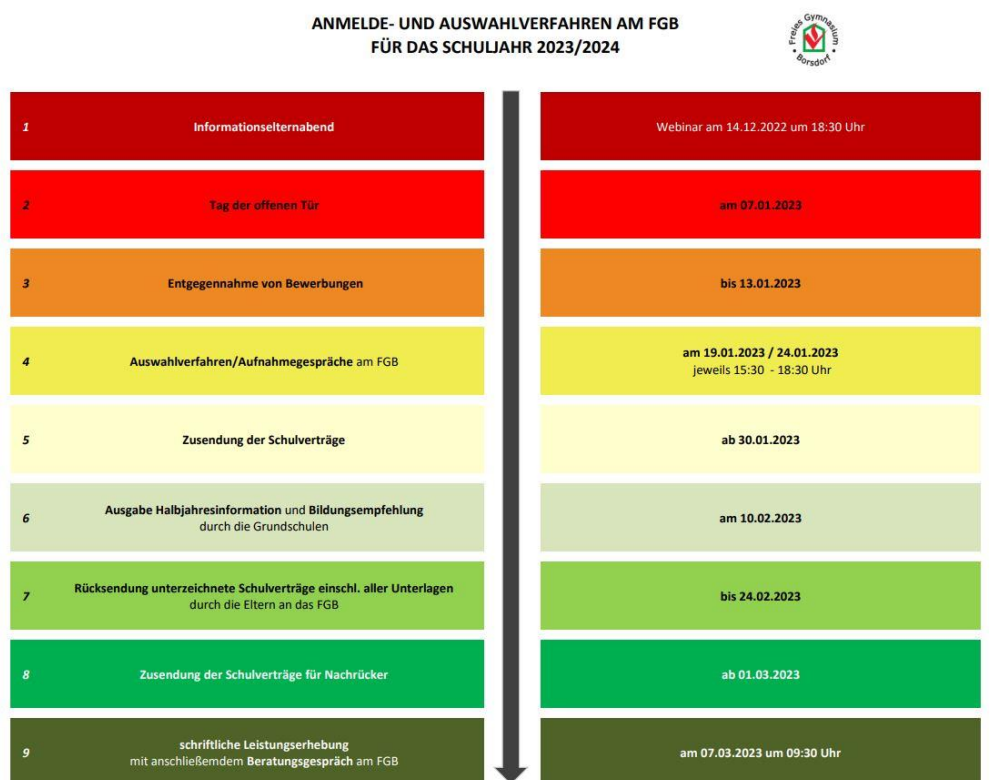 ANMELDE- UND AUSWAHLVERFAHREN AM FGB
FÜR DAS SCHULJAHR 2023/2024
Freies Gymnasium
Borsdorf
1 Informationselternabend Webinar am 14.12.2022 um 18:30 Uhr
2 Tag der offenen Tür am 07.01.2023
3 Entgegennahme von Bewerbungen bis 13.01.2023
4 Auswahlverfahren/Aufnahmegespräche am FGB am 19.01.2023 / 24.01.2023
jeweils 15:30 - 18:30 Uhr
5 Zusendung der Schulverträge ab 30.01.2023
6 Ausgabe Halbjahresinformation und Bildungsempfehlung
durch die Grundschulen am 10.02.2023
7 Rücksendung unterzeichnete Schulverträge einschl. aller Unterlagen
durch die Eltern an das FGB bis 24.02.2023
8 Zusendung der Schulverträge für Nachrücker ab 01.03.2023
9 schriftliche Leistungserhebung
mit anschließemdem Beratungsgespräch am FGB am 07.03.2023 um 09:30 Uhr